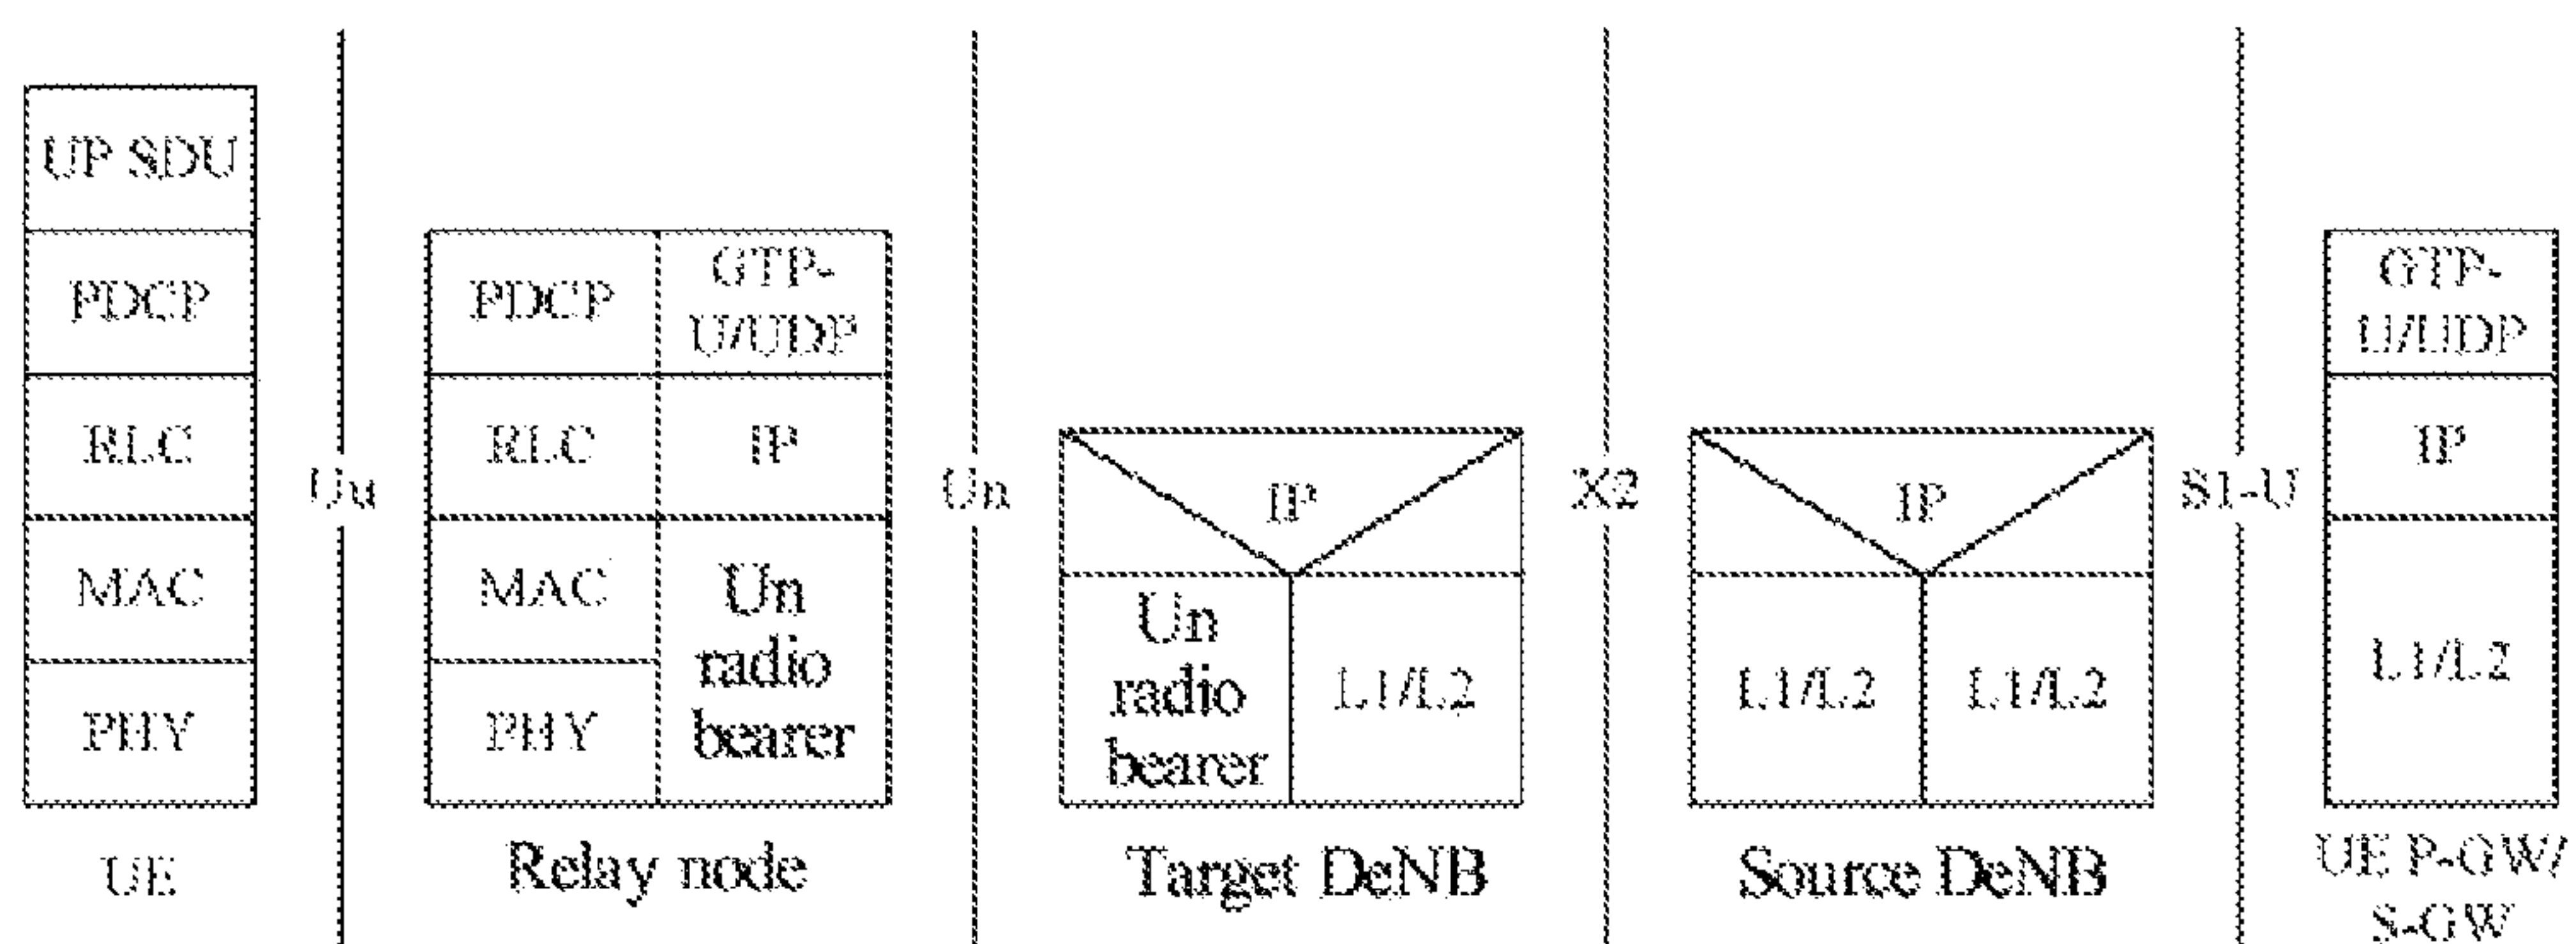 UP SDU
PDCP
RLC
MAC
PHY
UE
Uu
PDCP
RLC
MAC
PHY
GTP-
U/UDP
IP
Un
radio
bearer
Relay node
Un
IP
Un
radio
bearer
L1/L2
Target DeNB
X2
IP
L1/L2
L1/L2
Source DeNB
S1-U
GTP-
U/UDP
IP
L1/L2
UE P-GW/
S-GW